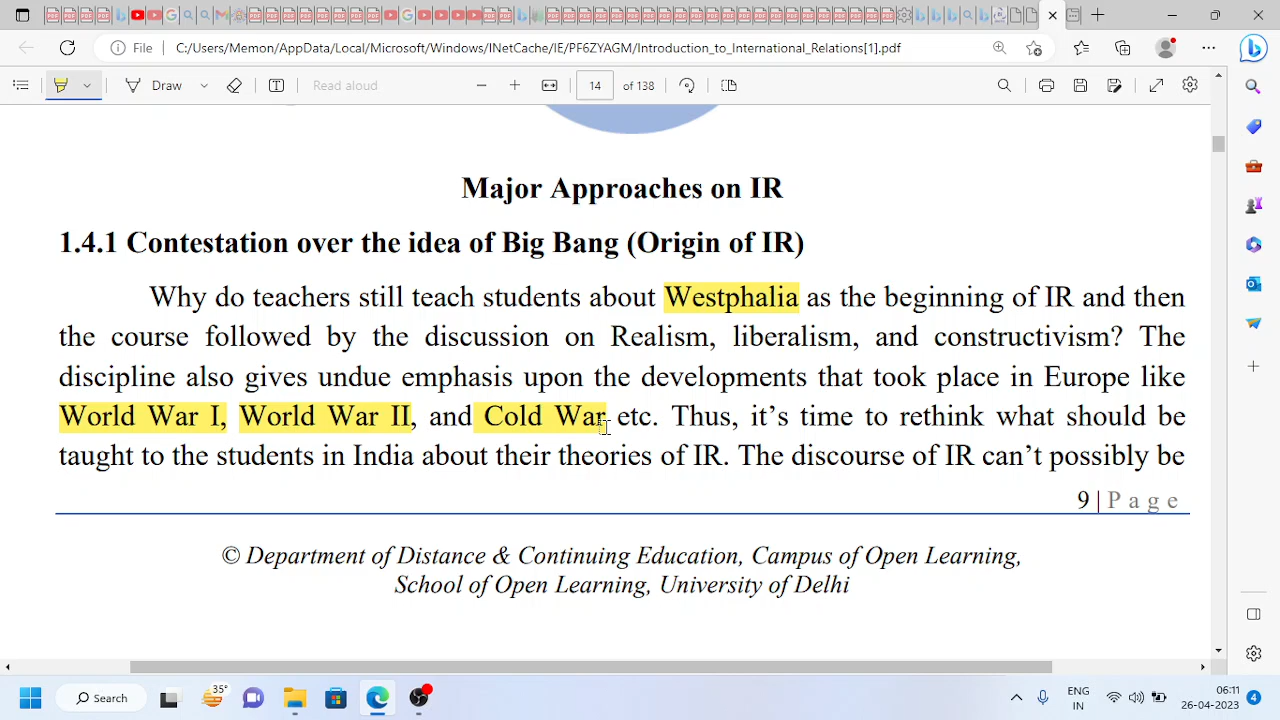 File
C:/Users/Memon/AppData/Local/Microsoft/Windows/INetCache/IE/PF6ZYAGM/Introduction_to_International_Relations[1].pdf
Draw
Read aloud
14 of 138
Major Approaches on IR
1.4.1 Contestation over the idea of Big Bang (Origin of IR)
Why do teachers still teach students about Westphalia as the beginning of IR and then
the course followed by the discussion on Realism, liberalism, and constructivism? The
discipline also gives undue emphasis upon the developments that took place in Europe like
World War I, World War II, and Cold War etc. Thus, it’s time to rethink what should be
taught to the students in India about their theories of IR. The discourse of IR can’t possibly be
9 | P a g e
© Department of Distance & Continuing Education, Campus of Open Learning,
School of Open Learning, University of Delhi
Search
35°
ENG
IN
06:11
26-04-2023
4